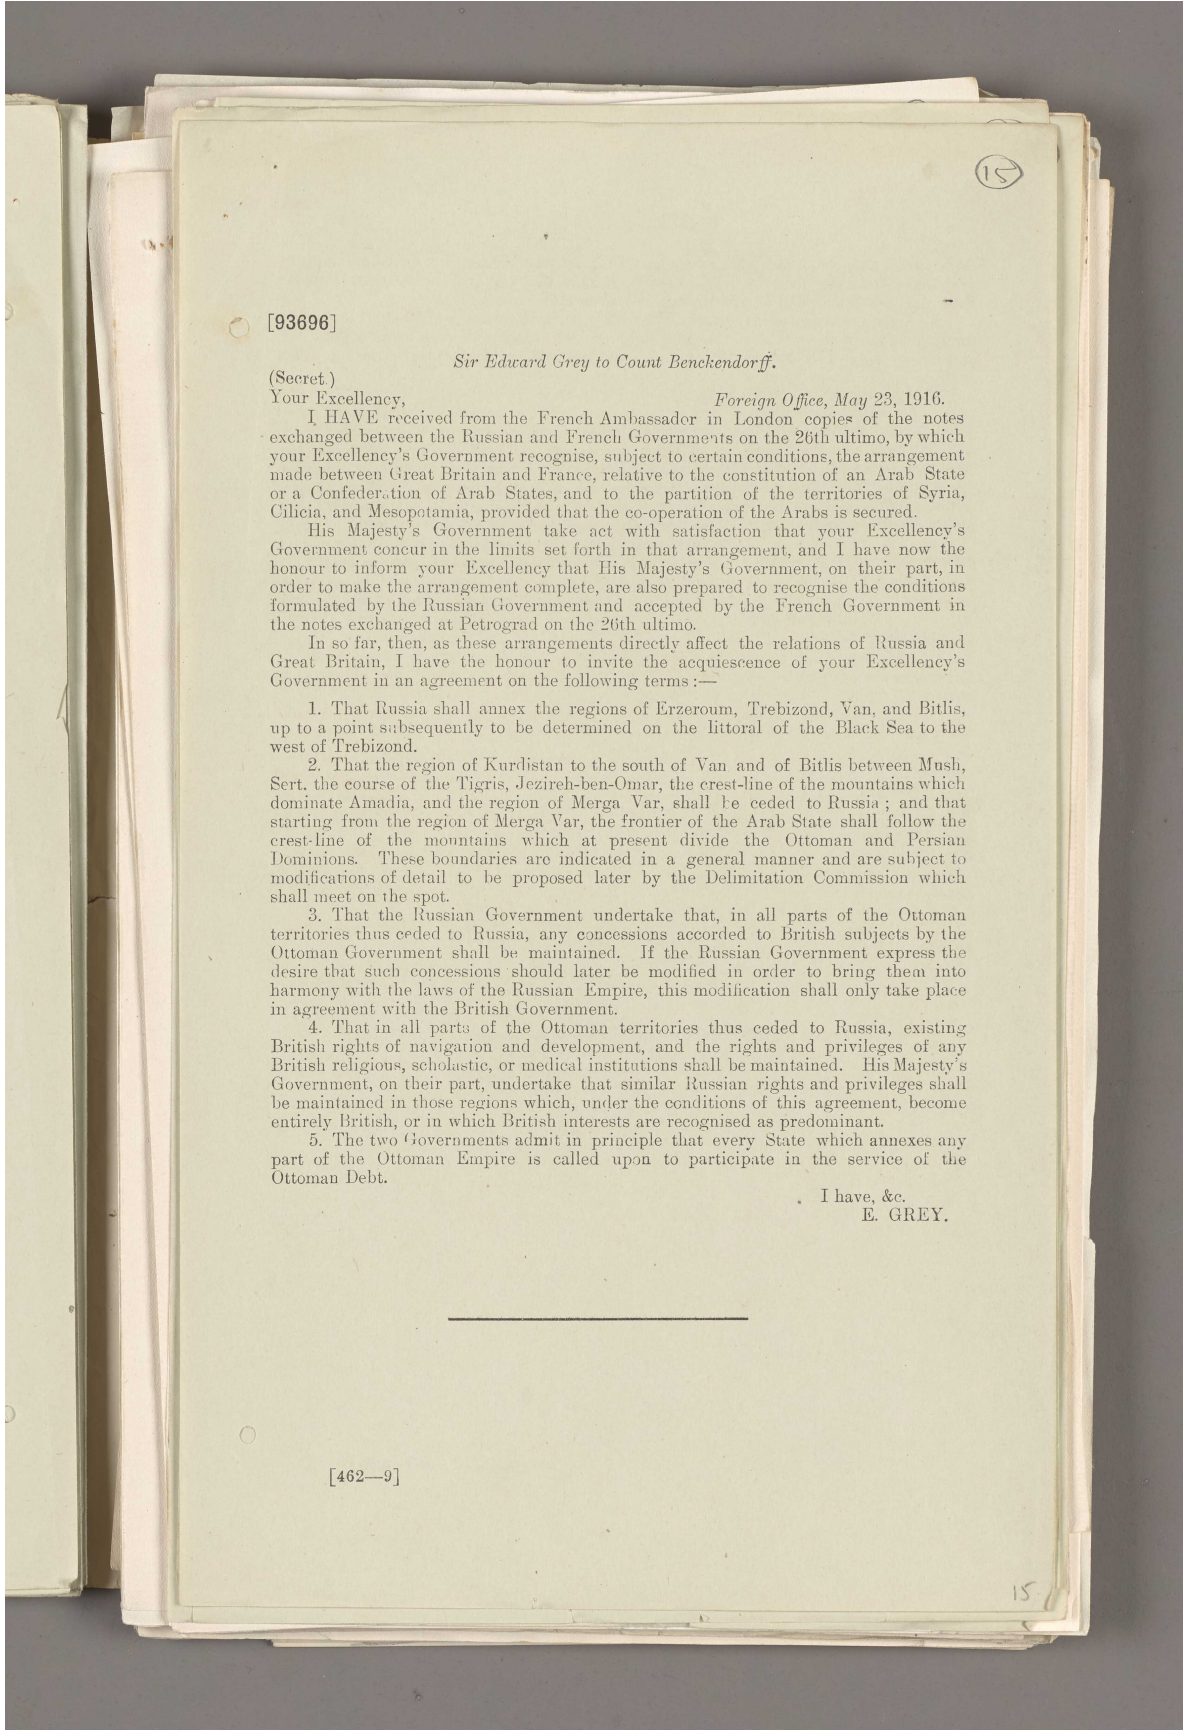 15
[93696]
Sir Edward Grey to Count Benckendorff.
(Secret.)
Your Excellency, Foreign Office, May 23, 1916.
I HAVE received from the French Ambassador in London copies of the notes
exchanged between the Russian and French Governments on the 26th ultimo, by which
your Excellency's Government recognise, subject to certain conditions, the arrangement
made between Great Britain and France, relative to the constitution of an Arab State
or a Confederation of Arab States, and to the partition of the territories of Syria,
Cilicia, and Mesopotamia, provided that the co-operation of the Arabs is secured.
His Majesty's Government take act with satisfaction that your Excellency's
Government concur in the limits set forth in that arrangement, and I have now the
honour to inform your Excellency that His Majesty's Government, on their part, in
order to make the arrangement complete, are also prepared to recognise the conditions
formulated by the Russian Government and accepted by the French Government in
the notes exchanged at Petrograd on the 26th ultimo.
In so far, then, as these arrangements directly affect the relations of Russia and
Great Britain, I have the honour to invite the acquiescence of your Excellency's
Government in an agreement on the following terms :—
1. That Russia shall annex the regions of Erzeroum, Trebizond, Van, and Bitlis,
up to a point subsequently to be determined on the littoral of the Black Sea to the
west of Trebizond.
2. That the region of Kurdistan to the south of Van and of Bitlis between Mush,
Sert, the course of the Tigris, Jezireh-ben-Omar, the crest-line of the mountains which
dominate Amadia, and the region of Merga Var, shall be ceded to Russia ; and that
starting from the region of Merga Var, the frontier of the Arab State shall follow the
crest-line of the mountains which at present divide the Ottoman and Persian
Dominions. These boundaries are indicated in a general manner and are subject to
modifications of detail to be proposed later by the Delimitation Commission which
shall meet on the spot.
3. That the Russian Government undertake that, in all parts of the Ottoman
territories thus ceded to Russia, any concessions accorded to British subjects by the
Ottoman Government shall be maintained. If the Russian Government express the
desire that such concessions should later be modified in order to bring them into
harmony with the laws of the Russian Empire, this modification shall only take place
in agreement with the British Government.
4. That in all parts of the Ottoman territories thus ceded to Russia, existing
British rights of navigation and development, and the rights and privileges of any
British religious, scholastic, or medical institutions shall be maintained. His Majesty's
Government, on their part, undertake that similar Russian rights and privileges shall
be maintained in those regions which, under the conditions of this agreement, become
entirely British, or in which British interests are recognised as predominant.
5. The two Governments admit in principle that every State which annexes any
part of the Ottoman Empire is called upon to participate in the service of the
Ottoman Debt.
I have, &c.
E. GREY.
[462—9]
15